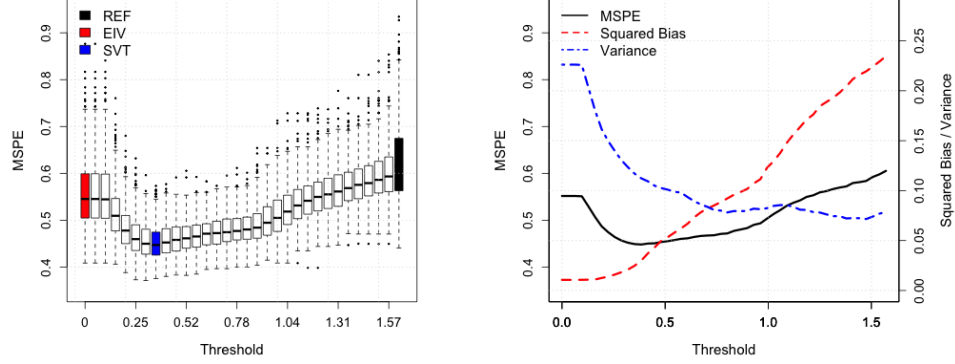 REF
EIV
SVT
0.9
0.8
0.7
0.6
0.5
0.4
MSPE
0 0.25 0.52 0.78 1.04 1.31 1.57
Threshold
MSPE
Squared Bias
Variance
0.9
0.8
0.7
0.6
0.5
0.4
MSPE
0.25
0.20
0.15
0.10
0.05
0.00
Squared Bias / Variance
0.0 0.5 1.0 1.5
Threshold